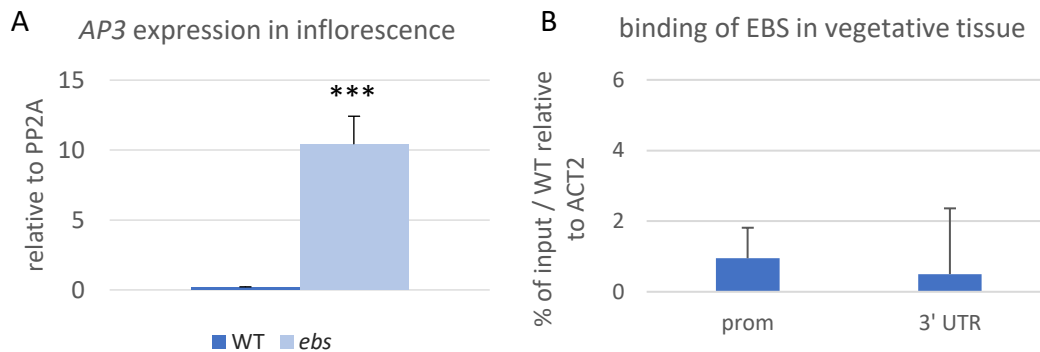 A
AP3 expression in inflorescence
relative to PP2A
15
10
5
0
***
WT
ebs
B
binding of EBS in vegetative tissue
% of input / WT relative
to ACT2
6
4
2
0
prom
3' UTR